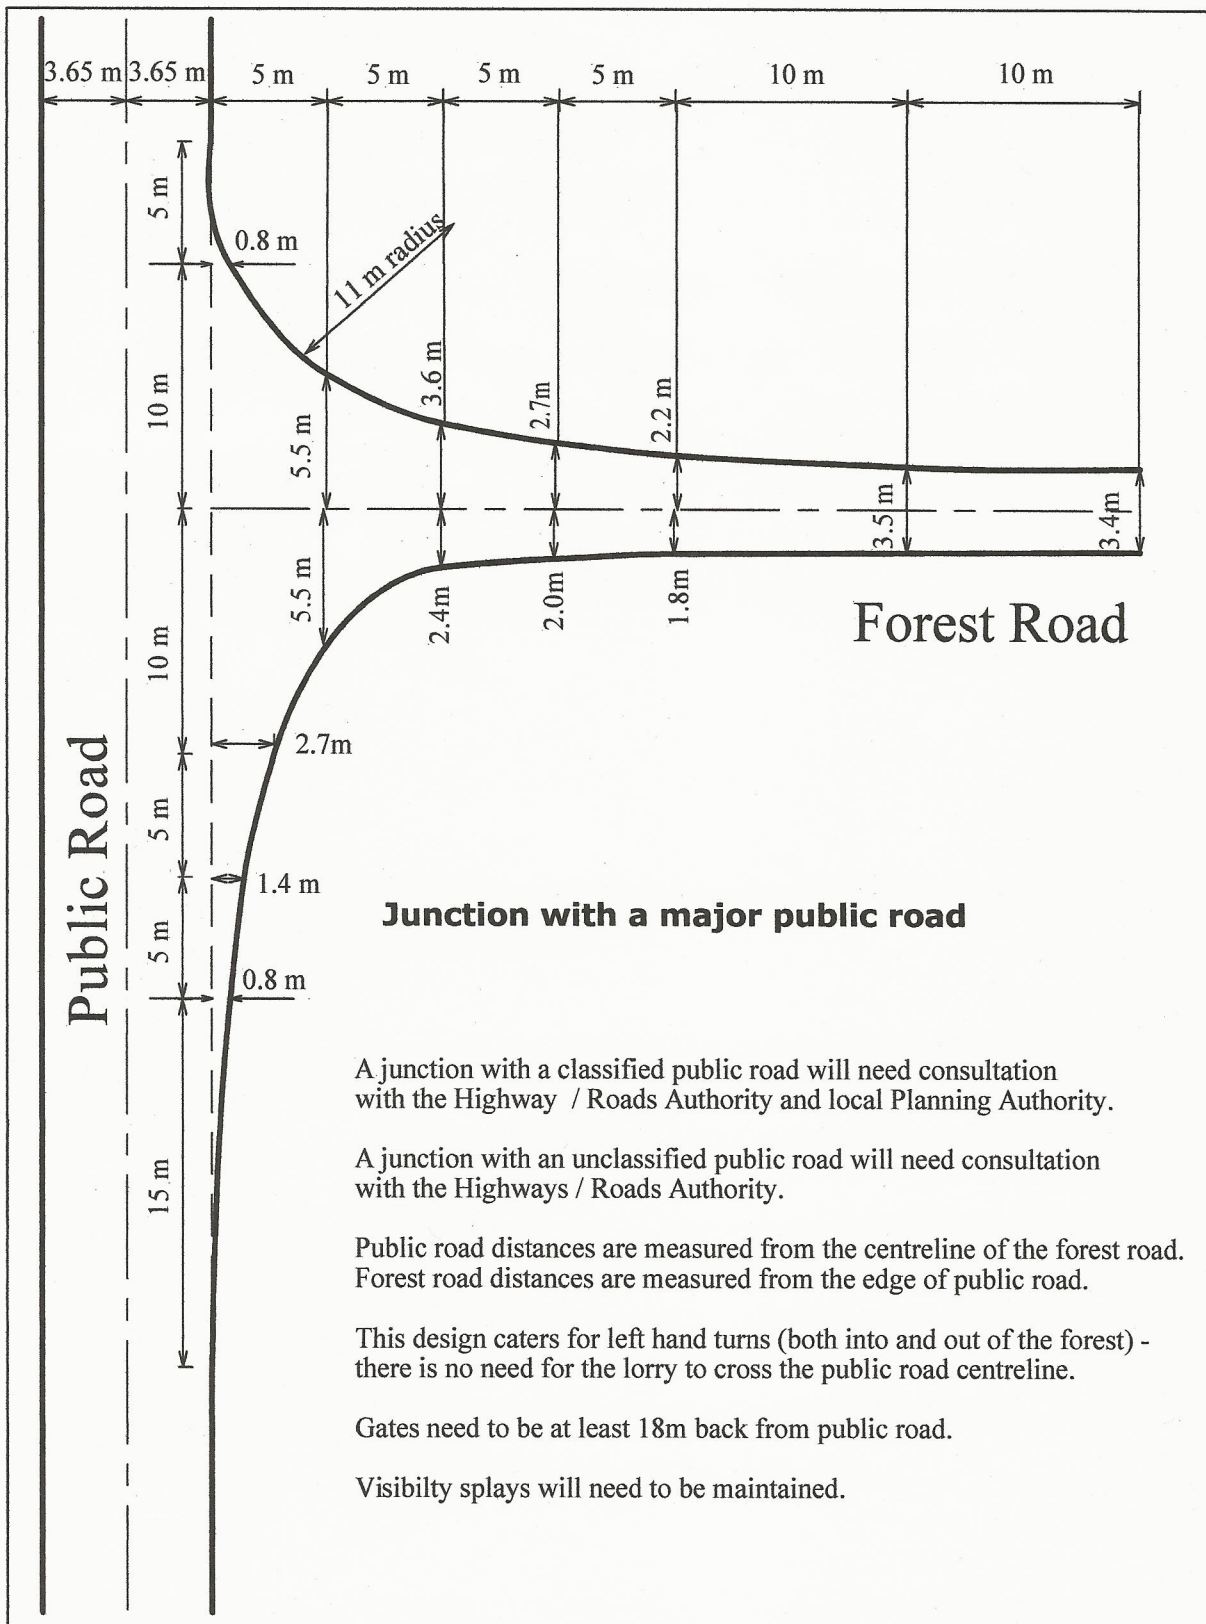 3.65 m
3.65 m
5 m
5 m
5 m
5 m
10 m
10 m
5 m
0.8 m
11 m radius
10 m
5.5 m
3.6 m
2.7m
2.2 m
3.5 m
3.4m
5.5 m
2.4m
2.0m
1.8m
Forest Road
10 m
2.7m
Public Road
5 m
1.4 m
Junction with a major public road
5 m
0.8 m
A junction with a classified public road will need consultation
with the Highway / Roads Authority and local Planning Authority.
A junction with an unclassified public road will need consultation
with the Highways / Roads Authority.
15 m
Public road distances are measured from the centreline of the forest road.
Forest road distances are measured from the edge of public road.
This design caters for left hand turns (both into and out of the forest) -
there is no need for the lorry to cross the public road centreline.
Gates need to be at least 18m back from public road.
Visibilty splays will need to be maintained.